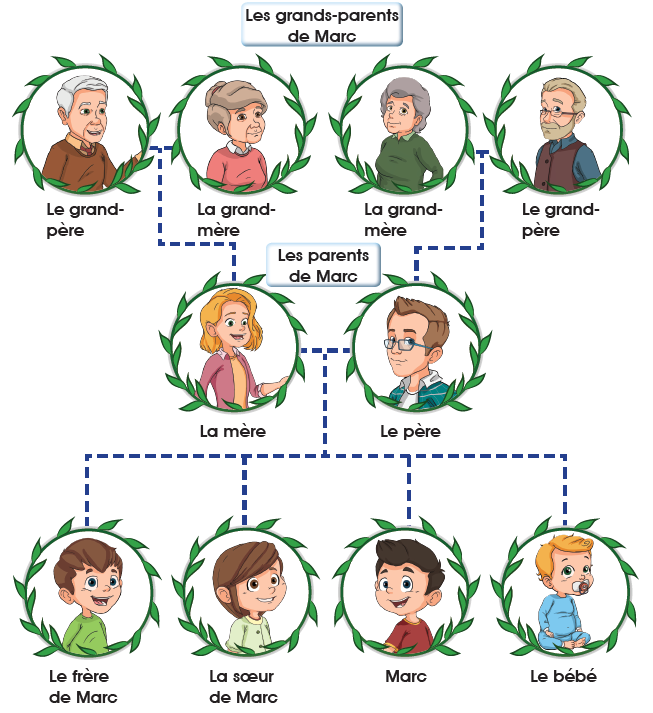 Les grands-parents
de Marc
Le grand-
père
La grand-
mère
La grand-
mère
Le grand-
père
Les parents
de Marc
La mère
Le père
Le frère
de Marc
La sœur
de Marc
Marc
Le bébé